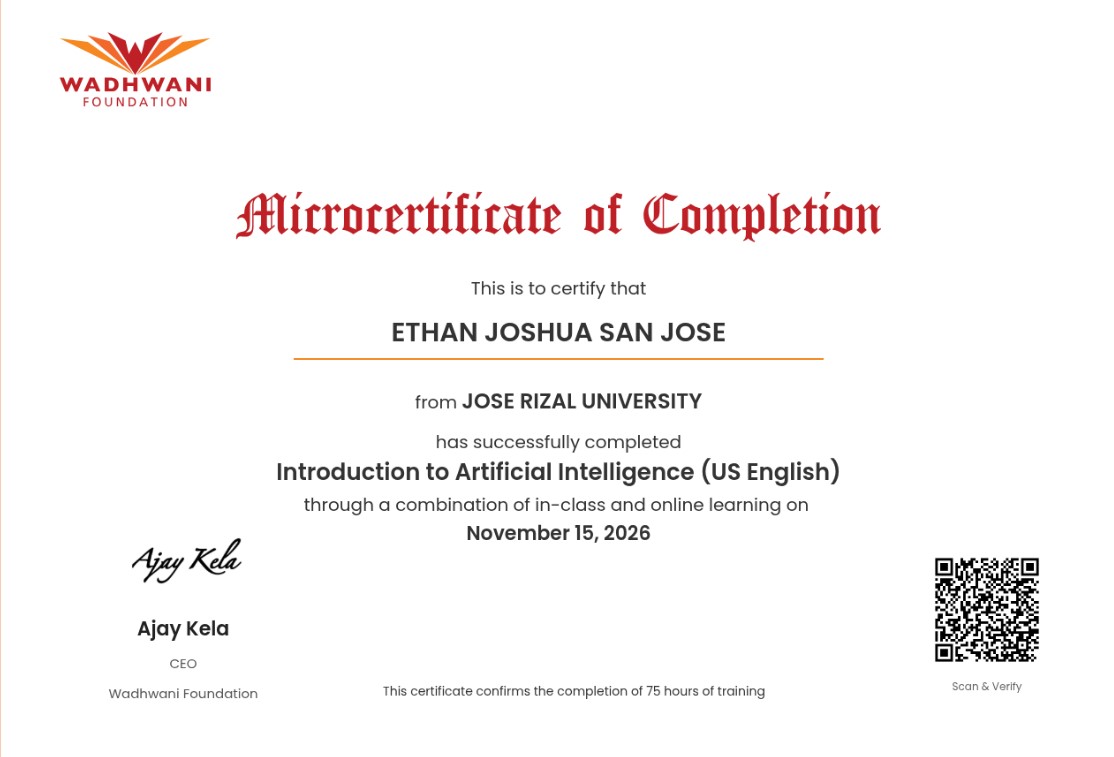 WADHWANI
FOUNDATION
Microcertificate of Completion
This is to certify that
ETHAN JOSHUA SAN JOSE
from JOSE RIZAL UNIVERSITY
has successfully completed
Introduction to Artificial Intelligence (US English)
through a combination of in-class and online learning on
November 15, 2026
Ajay Kela
Ajay Kela
CEO
Wadhwani Foundation
This certificate confirms the completion of 75 hours of training
Scan & Verify